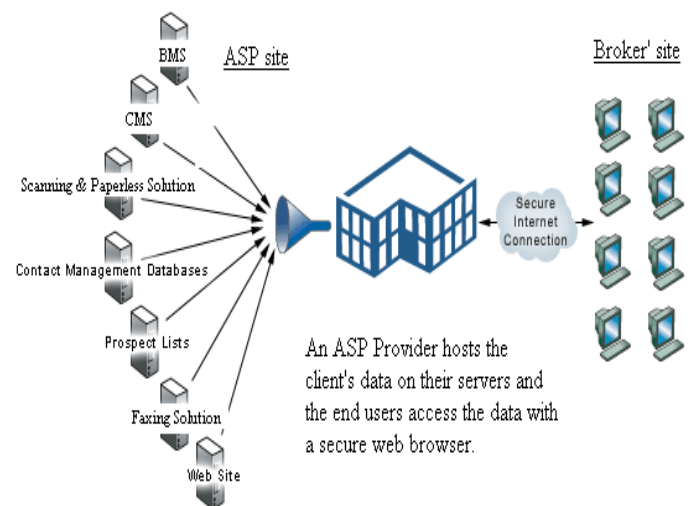 BMS
ASP site
Broker' site
CMS
Scanning & Paperless Solution
Secure
Internet
Connection
Contact Management Databases
Prospect Lists
An ASP Provider hosts the
client's data on their servers and
the end users access the data with
a secure web browser.
Faxing Solution
Web Site